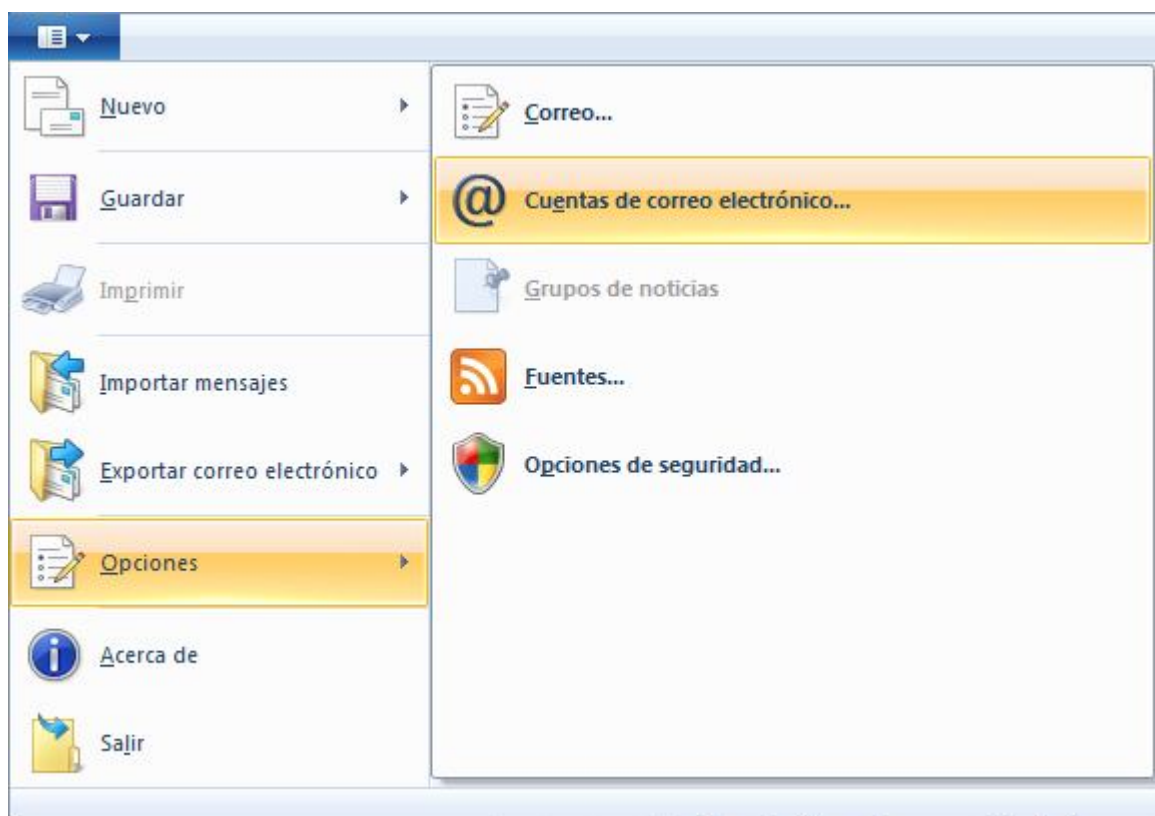 Nuevo
Guardar
Imprimir
Importar mensajes
Exportar correo electrónico
Opciones
Acerca de
Salir
Correo...
Cuentas de correo electrónico...
Grupos de noticias
Fuentes...
Opciones de seguridad...